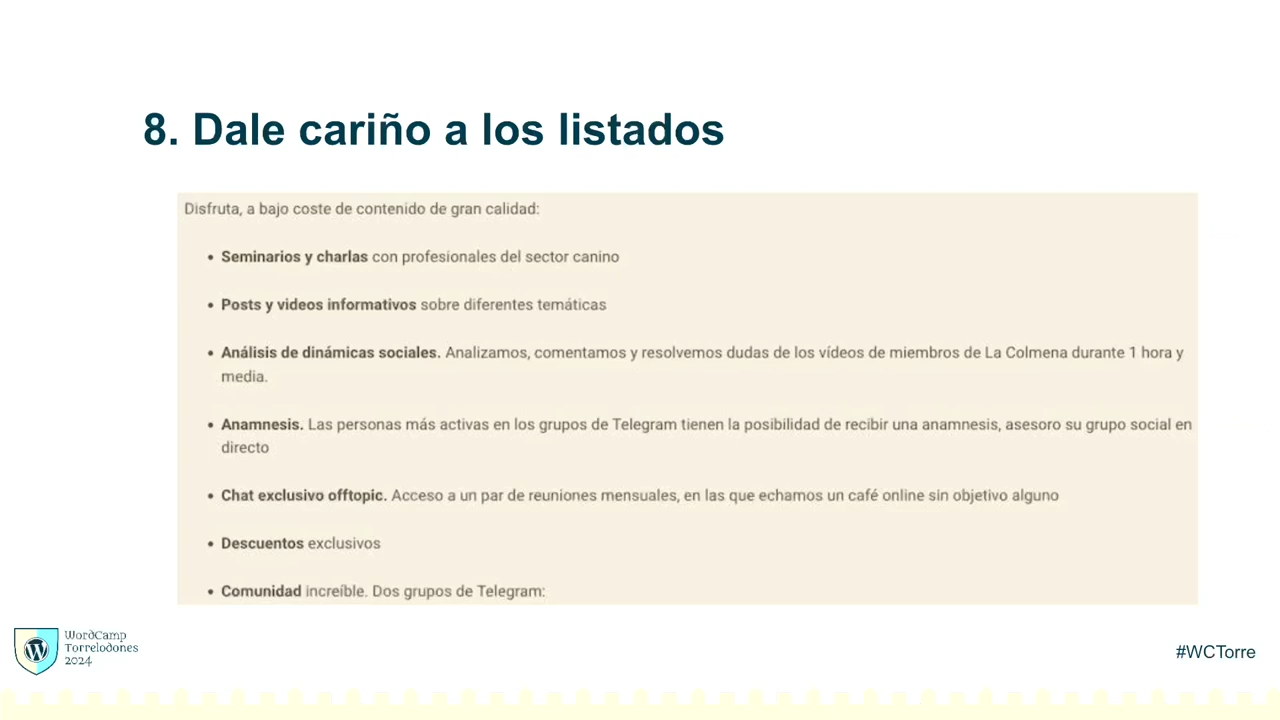 8. Dale cariño a los listados
Disfruta, a bajo coste de contenido de gran calidad:
• Seminarios y charlas con profesionales del sector canino
• Posts y videos informativos sobre diferentes temáticas
• Análisis de dinámicas sociales. Analizamos, comentamos y resolvemos dudas de los vídeos de miembros de La Colmena durante 1 hora y
media.
• Anamnesis. Las personas más activas en los grupos de Telegram tienen la posibilidad de recibir una anamnesis, asesoro su grupo social en
directo
• Chat exclusivo offtopic. Acceso a un par de reuniones mensuales, en las que echamos un café online sin objetivo alguno
• Descuentos exclusivos
• Comunidad increíble. Dos grupos de Telegram:
WordCamp
Torrelodones
2024
#WCTorre